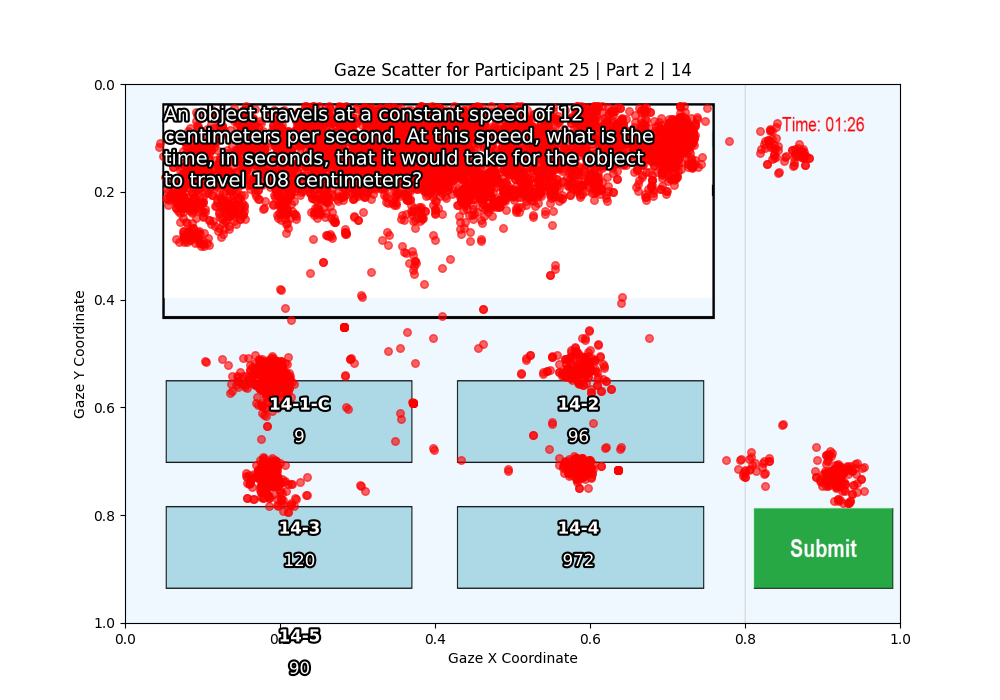 Gaze Scatter for Participant 25 | Part 2 | 14
An object travels at a constant speed of 12
centimeters per second. At this speed, what is the
time, in seconds, that it would take for the object
to travel 108 centimeters?
Time: 01:26
14-1-C
9
14-2
96
14-3
120
14-4
972
Submit
14-5
90
0.0
0.2
0.4
0.6
0.8
1.0
Gaze Y Coordinate
0.0
0.2
0.4
0.6
0.8
1.0
Gaze X Coordinate